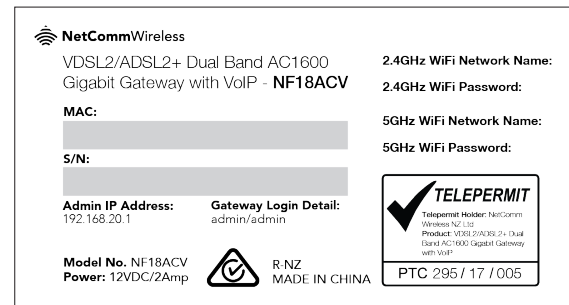 NetCommWireless
VDSL2/ADSL2+ Dual Band AC1600
Gigabit Gateway with VoIP - NF18ACV
MAC:
S/N:
Admin IP Address:
192.168.20.1
Gateway Login Detail:
admin/admin
Model No. NF18ACV
Power: 12VDC/2Amp
R-NZ
MADE IN CHINA
2.4GHz WiFi Network Name:
2.4GHz WiFi Password:
5GHz WiFi Network Name:
5GHz WiFi Password:
TELEPERMIT
Telepermit Holder: NetComm
Wireless NZ Ltd
Product: VDSL2/ADSL2+ Dual
Band AC1600 Gigabit Gateway
with VoIP
PTC 295 / 17 / 005